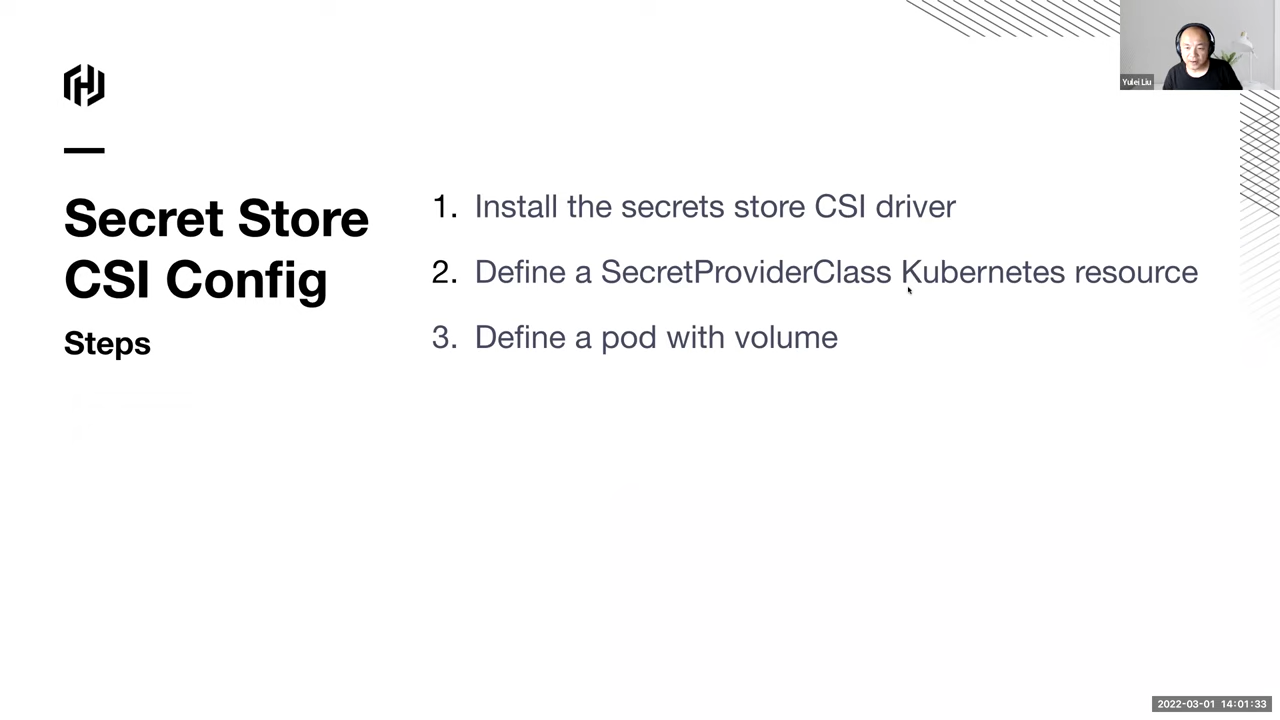 Yulei Liu
Secret Store
CSI Config
Steps
1. Install the secrets store CSI driver
2. Define a SecretProviderClass Kubernetes resource
3. Define a pod with volume
2022-03-01 14:01:33